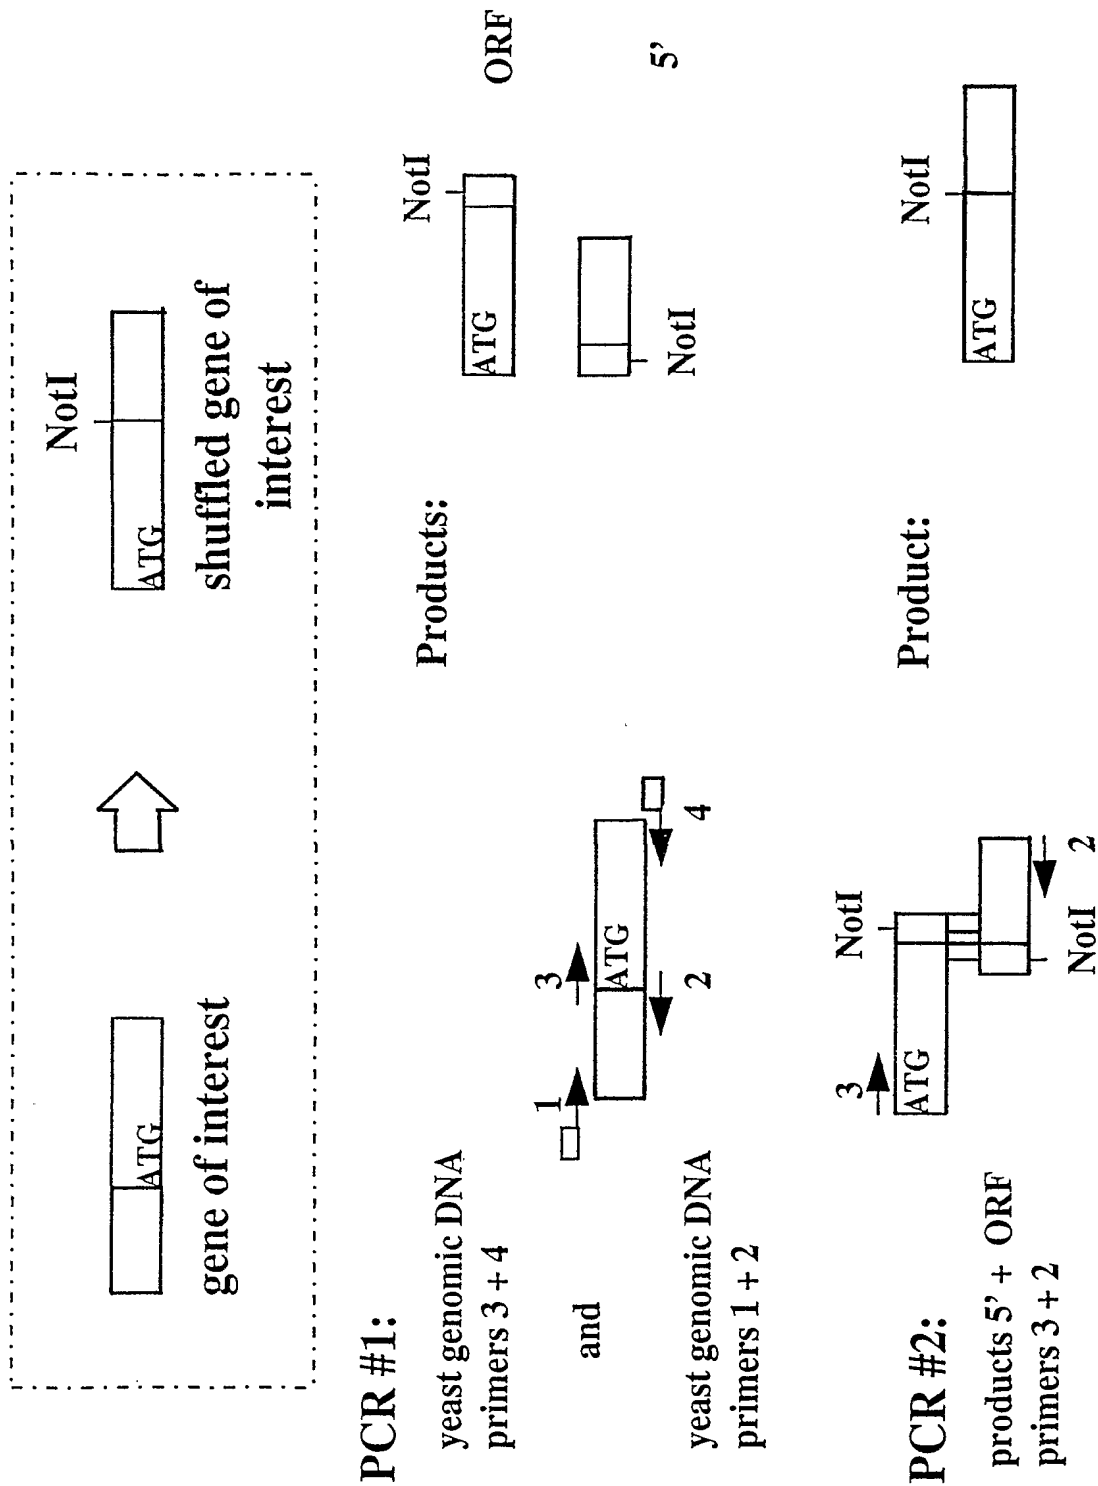 NotI
ATG
ATG
gene of interest
shuffled gene of
interest
PCR #1:
Products:
yeast genomic DNA
primers 3 + 4
and
yeast genomic DNA
primers 1 + 2
1
3
ATG
2
4
NotI
ATG
ORF
5'
NotI
PCR #2:
Product:
products 5' + ORF
primers 3 + 2
3
NotI
ATG
NotI
2
NotI
ATG